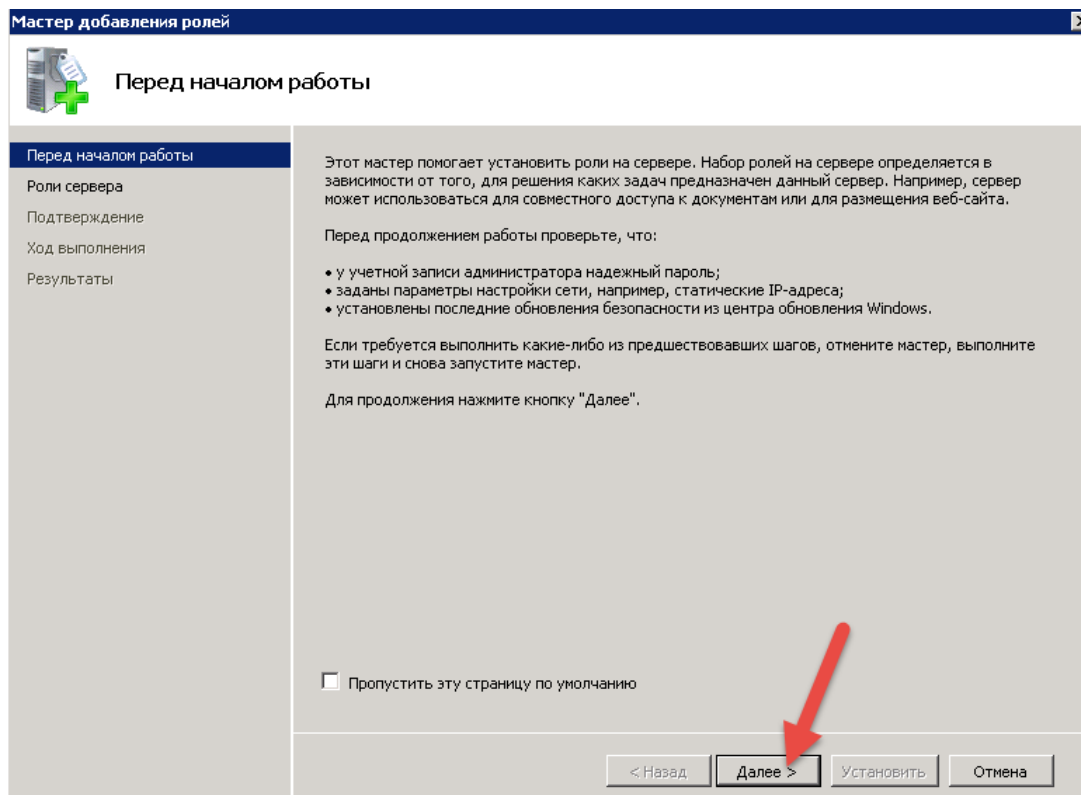 Мастер добавления ролей
Перед началом работы
Перед началом работы
Роли сервера
Подтверждение
Ход выполнения
Результаты
Этот мастер помогает установить роли на сервере. Набор ролей на сервере определяется в
зависимости от того, для решения каких задач предназначен данный сервер. Например, сервер
может использоваться для совместного доступа к документам или для размещения веб-сайта.
Перед продолжением работы проверьте, что:
• у учетной записи администратора надежный пароль;
• заданы параметры настройки сети, например, статические IP-адреса;
• установлены последние обновления безопасности из центра обновления Windows.
Если требуется выполнить какие-либо из предшествовавших шагов, отмените мастер, выполните
эти шаги и снова запустите мастер.
Для продолжения нажмите кнопку "Далее".
Пропустить эту страницу по умолчанию
< Назад Далее > Установить Отмена